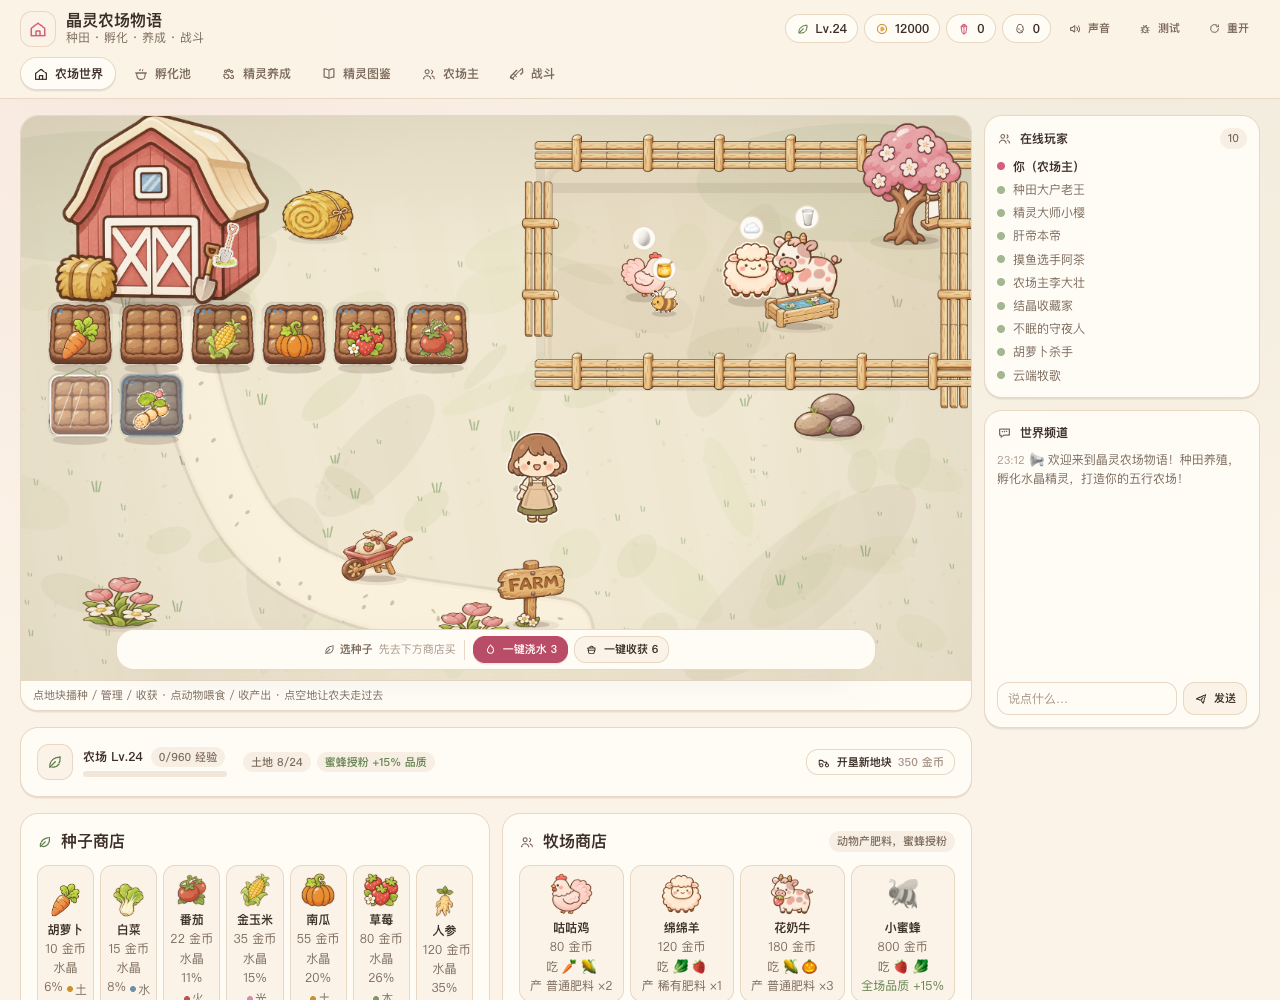 晶灵农场物语
种田 · 孵化 · 养成 · 战斗
Lv.24
12000
0
0
声音
测试
重开
农场世界
孵化池
精灵养成
精灵图鉴
农场主
战斗
FARM
选种子 先去下方商店买
一键浇水 3
一键收获 6
点地块播种 / 管理 / 收获 · 点动物喂食 / 收产出 · 点空地让农夫走过去
在线玩家 10
你（农场主）
种田大户老王
精灵大师小樱
肝帝本帝
摸鱼选手阿茶
农场主李大壮
结晶收藏家
不眠的守夜人
胡萝卜杀手
云端牧歌
世界频道
23:12 欢迎来到晶灵农场物语！种田养殖，
孵化水晶精灵，打造你的五行农场！
说点什么...
发送
农场 Lv.24
0/960 经验
土地 8/24
蜜蜂授粉 +15% 品质
开垦新地块 350 金币
种子商店
胡萝卜
10 金币
水晶
6% 土
白菜
15 金币
水晶
8% 水
番茄
22 金币
水晶
11%
火
金玉米
35 金币
水晶
15%
光
南瓜
55 金币
水晶
20%
土
草莓
80 金币
水晶
26%
木
人参
120 金币
水晶
35%
牧场商店
动物产肥料，蜜蜂授粉
咕咕鸡
80 金币
吃
产 普通肥料 ×2
绵绵羊
120 金币
吃
产 稀有肥料 ×1
花奶牛
180 金币
吃
产 普通肥料 ×3
小蜜蜂
800 金币
吃
全场品质 +15%